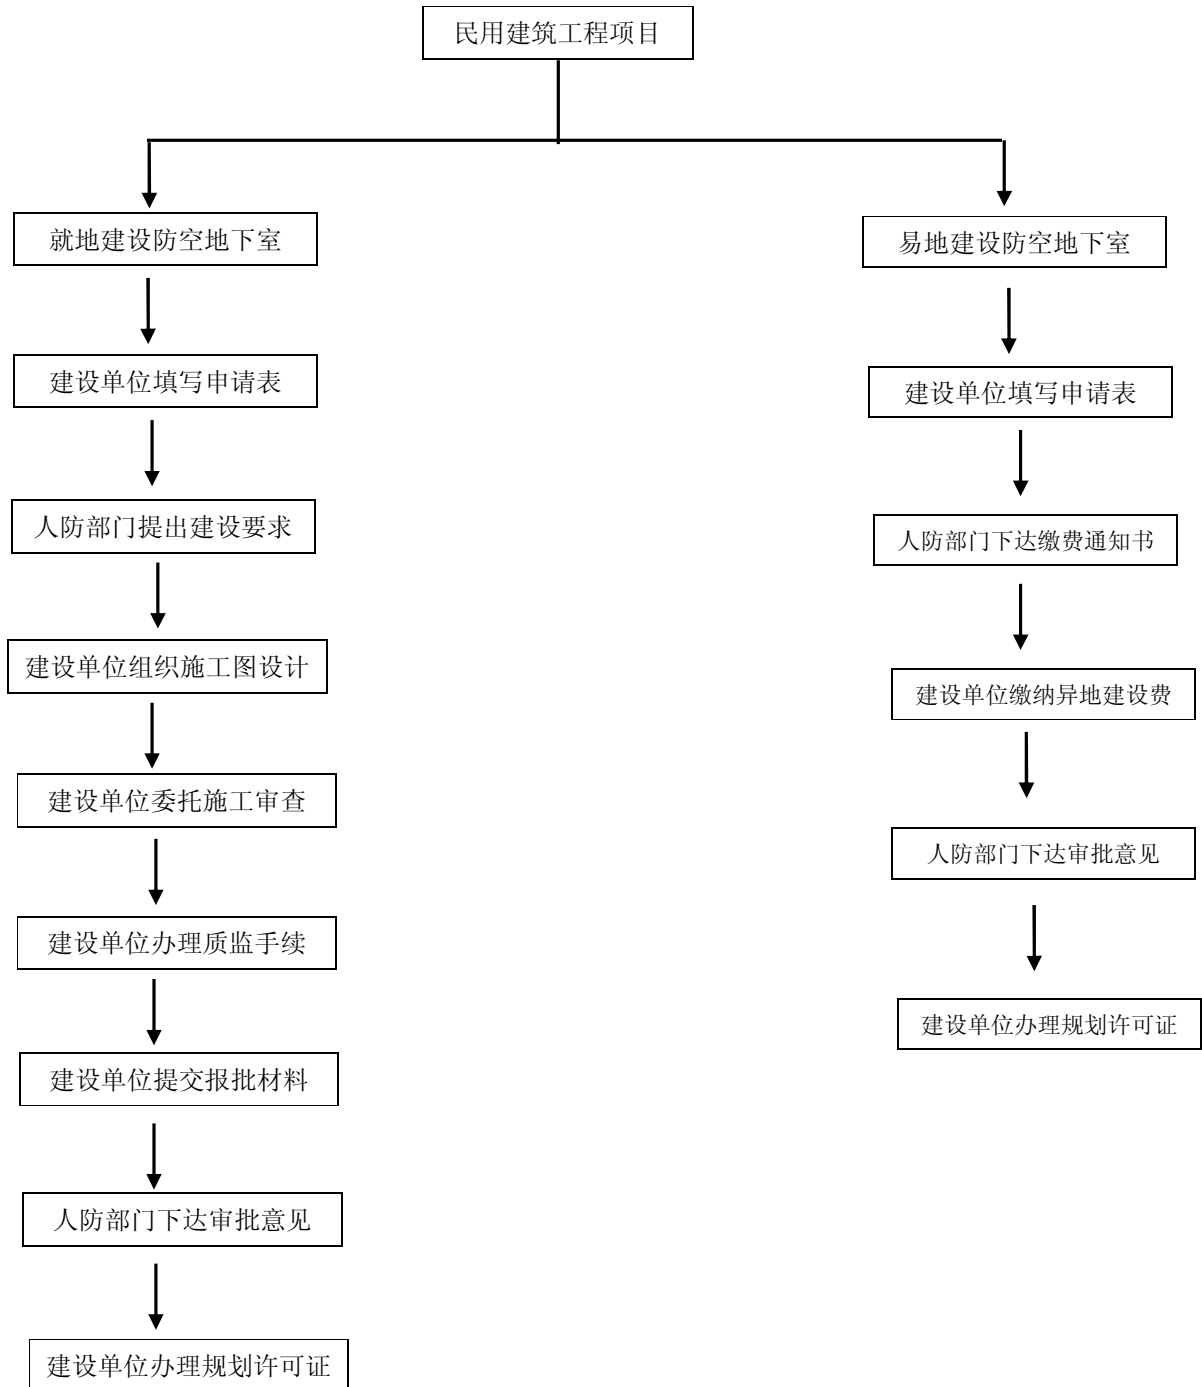 民用建筑工程项目
就地建设防空地下室
建设单位填写申请表
人防部门提出建设要求
建设单位组织施工图设计
建设单位委托施工审查
建设单位办理质监手续
建设单位提交报批材料
人防部门下达审批意见
建设单位办理规划许可证
易地建设防空地下室
建设单位填写申请表
人防部门下达缴费通知书
建设单位缴纳异地建设费
人防部门下达审批意见
建设单位办理规划许可证